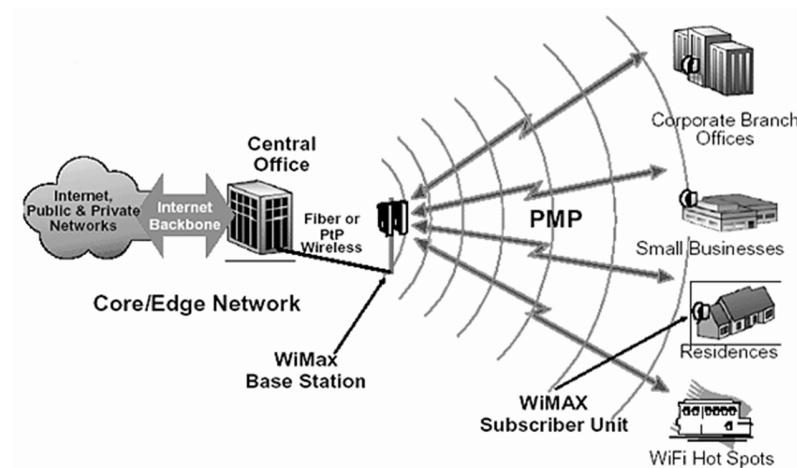 Corporate Branch
Offices
Central
Office
Internet,
Public & Private
Networks
Internet
Backbone
Fiber or
PtP
Wireless
PMP
Small Businesses
Core/Edge Network
WiMax
Base Station
Residences
WiMAX
Subscriber Unit
WiFi Hot Spots